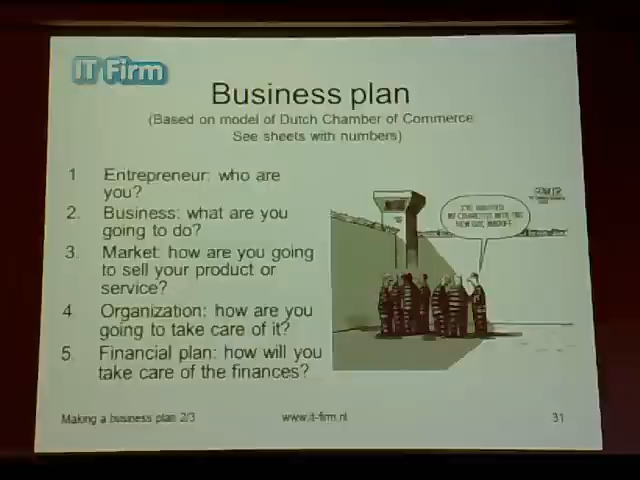 IT Firm
Business plan
(Based on model of Dutch Chamber of Commerce
See sheets with numbers)
1 Entrepreneur: who are
you?
2. Business: what are you
going to do?
3. Market: how are you going
to sell your product or
service?
4 Organization: how are you
going to take care of it?
5. Financial plan: how will you
take care of the finances?
Making a business plan 2/3
www.it-firm.nl
31